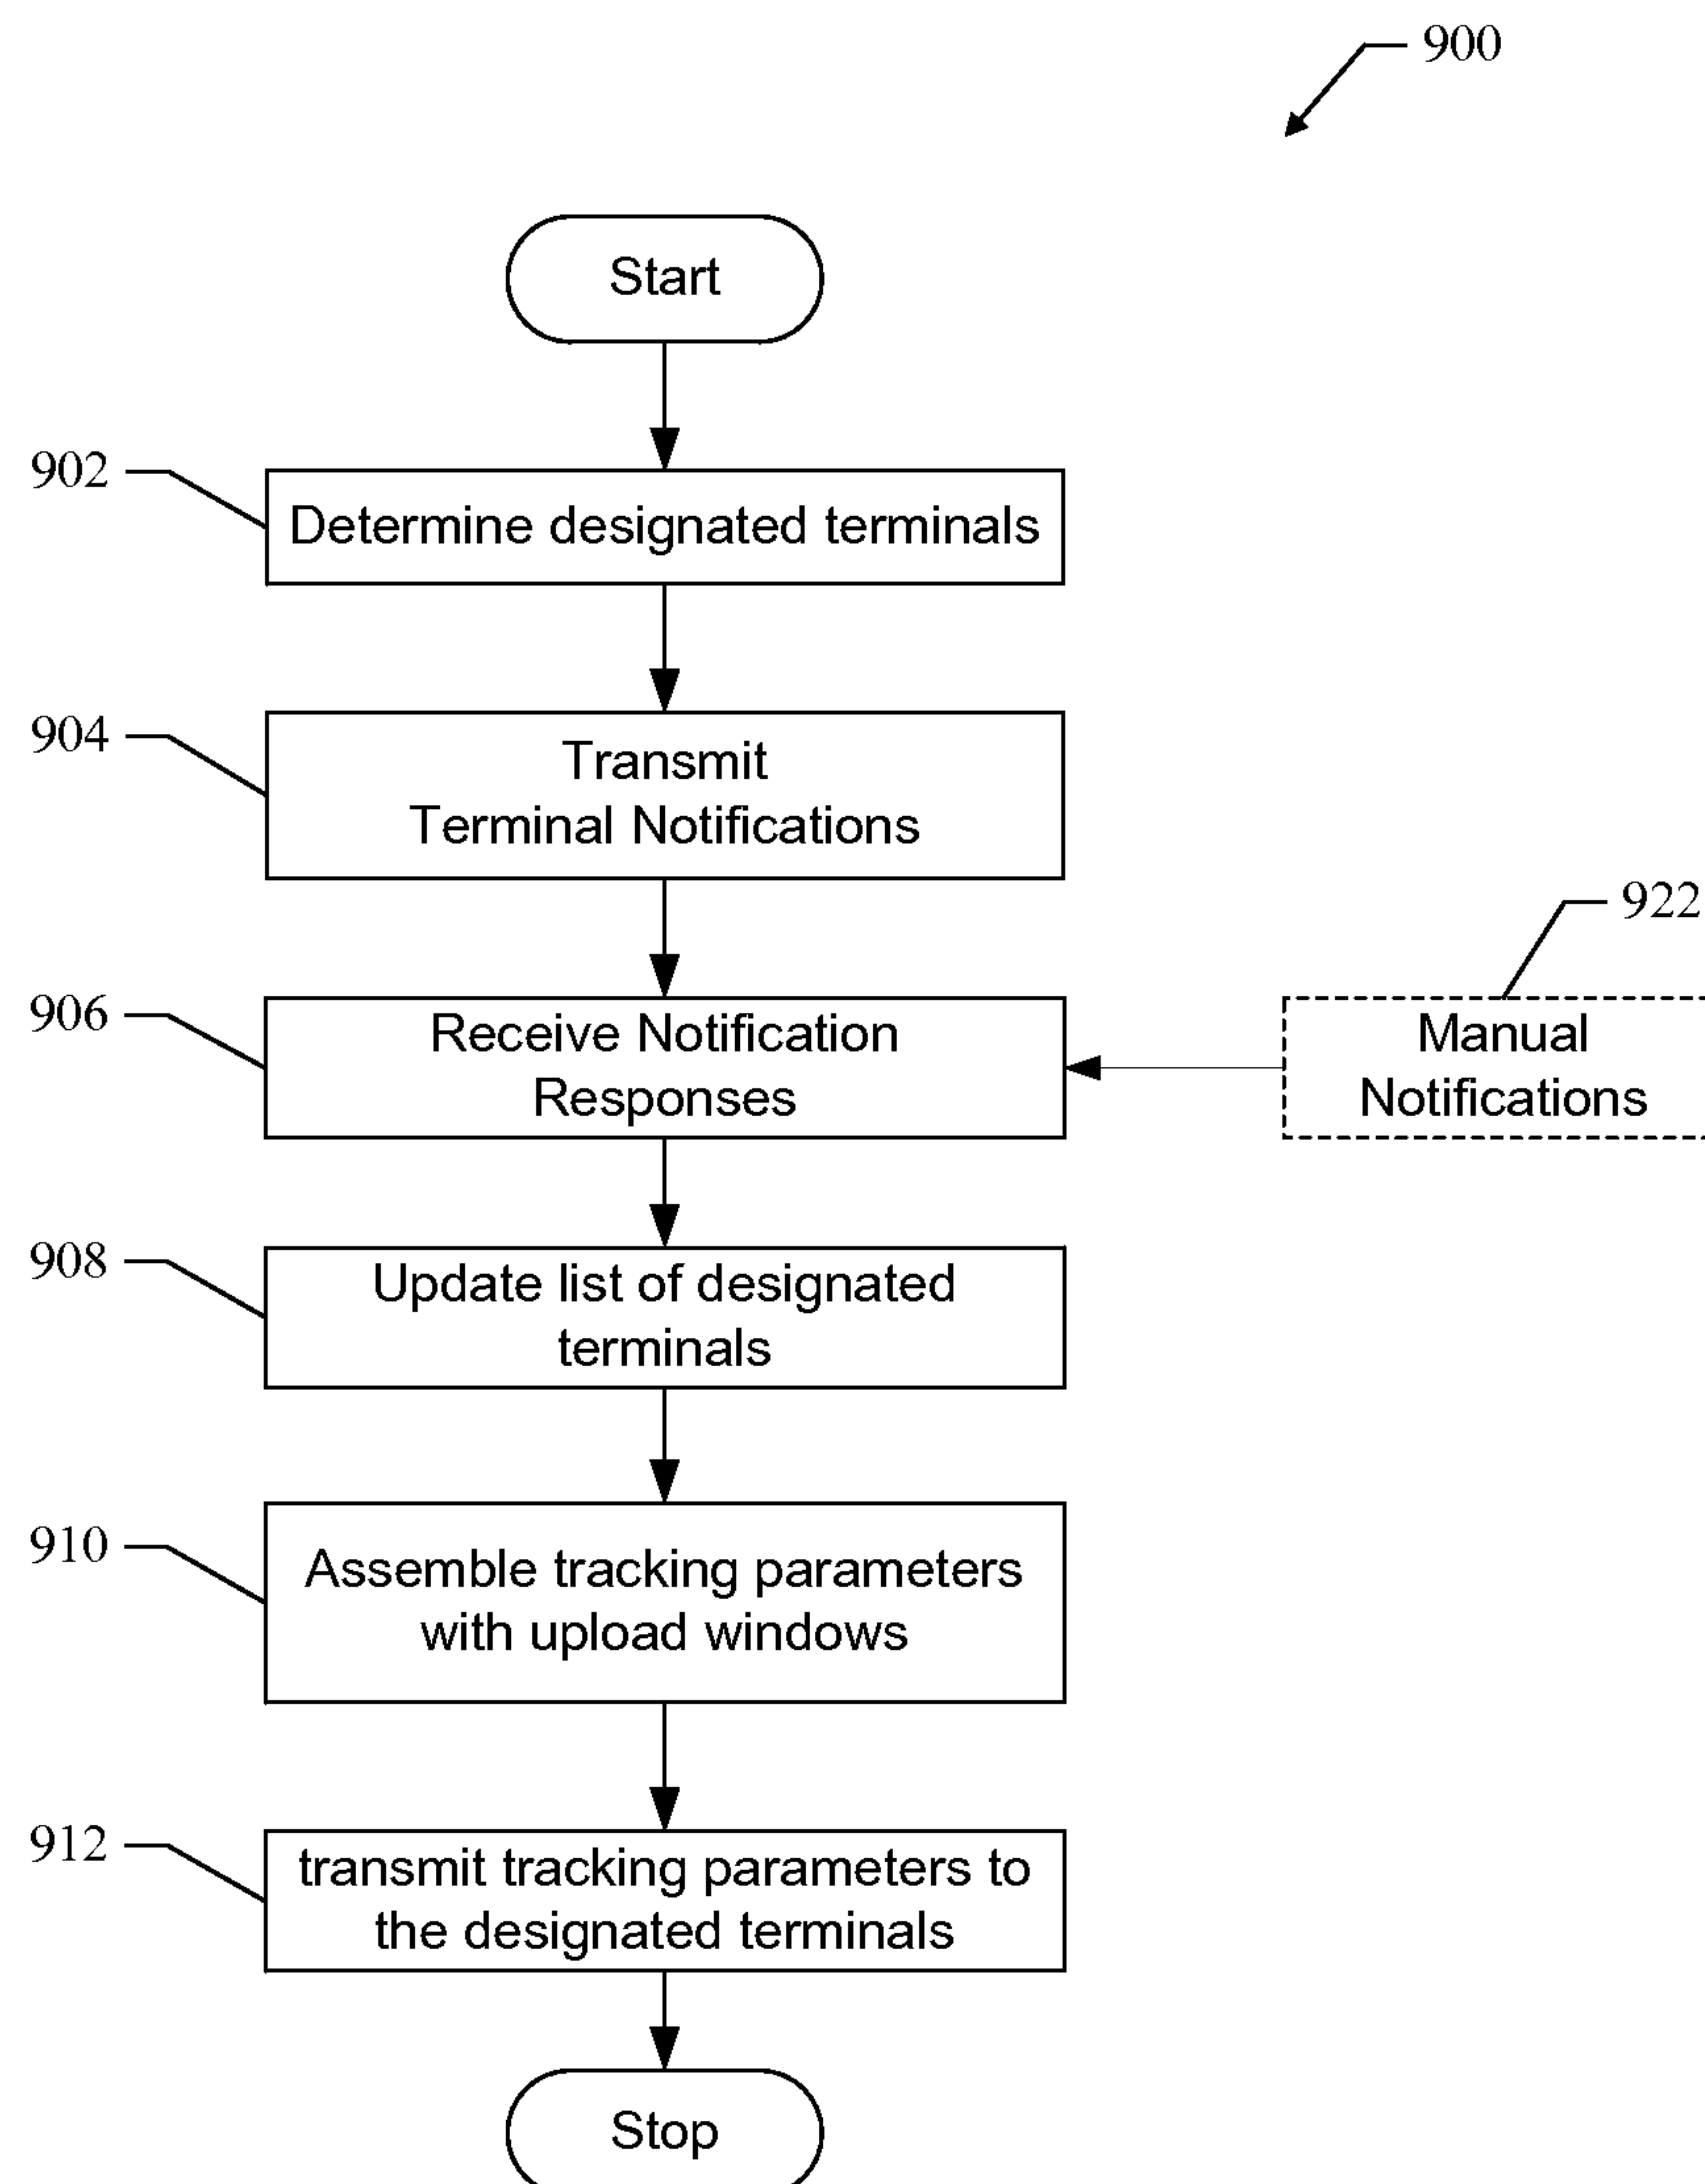 900
Start
902
Determine designated terminals
904
Transmit
Terminal Notifications
922
906
Receive Notification
Responses
Manual
Notifications
908
Update list of designated
terminals
910
Assemble tracking parameters
with upload windows
912
transmit tracking parameters to
the designated terminals
Stop